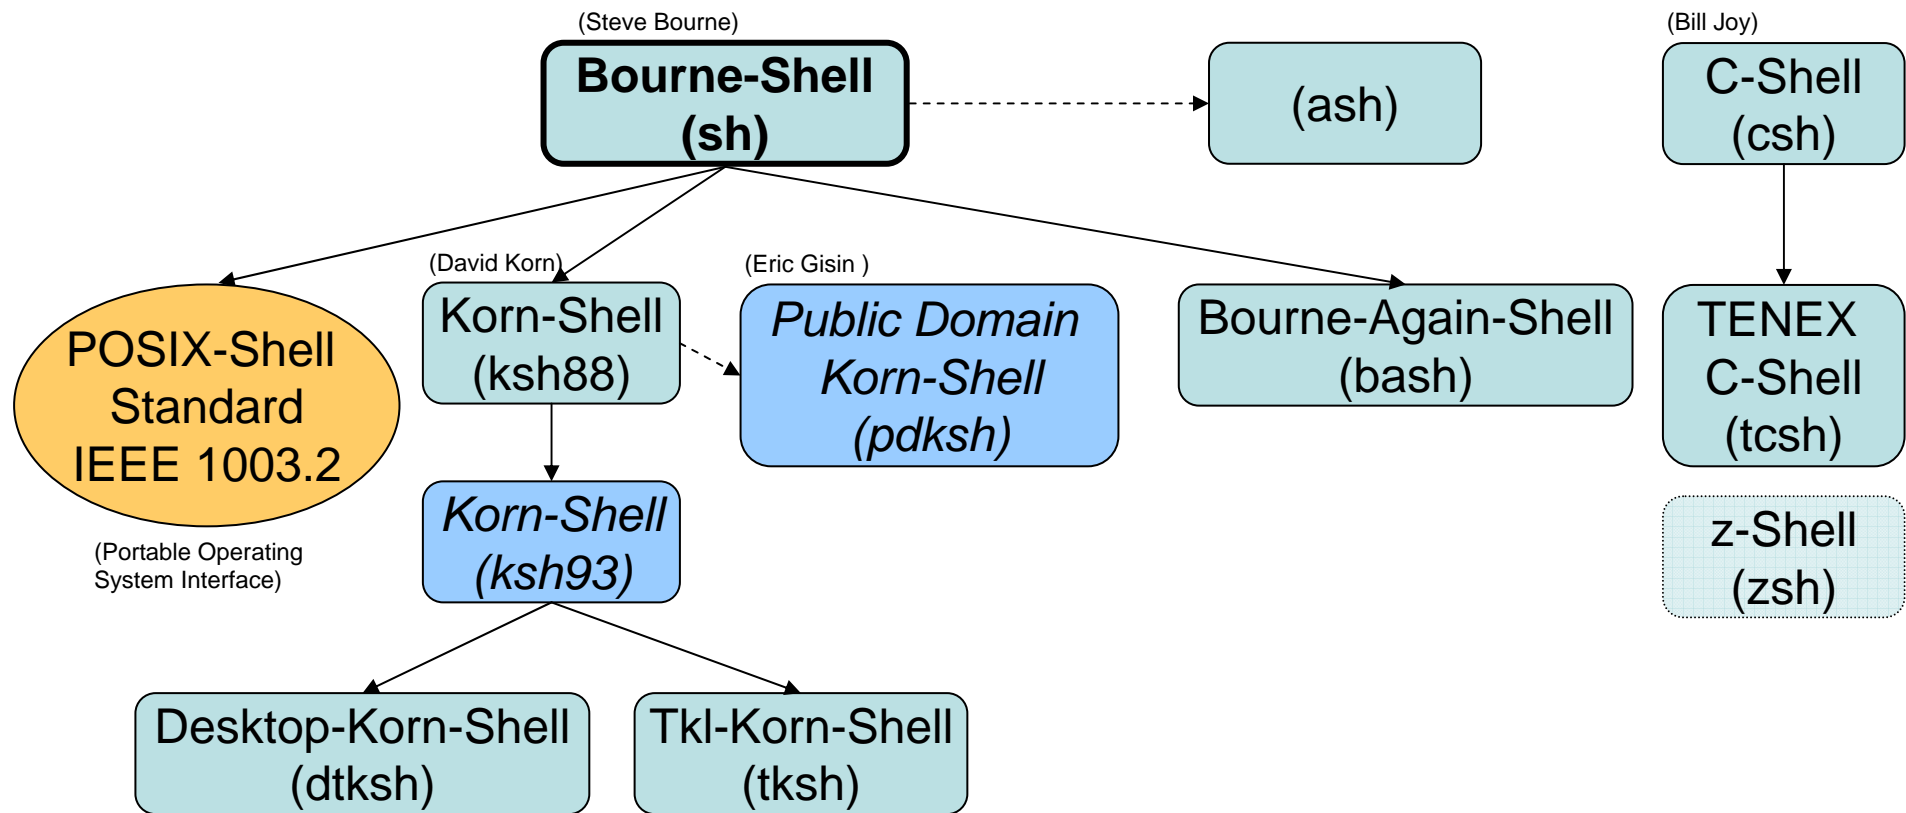 (Steve Bourne)
Bourne-Shell
(sh)
(ash)
(Bill Joy)
C-Shell
(csh)
(David Korn)
(Eric Gisin )
POSIX-Shell
Standard
IEEE 1003.2
(Portable Operating
System Interface)
Korn-Shell
(ksh88)
Public Domain
Korn-Shell
(pdksh)
Bourne-Again-Shell
(bash)
TENEX
C-Shell
(tcsh)
Korn-Shell
(ksh93)
z-Shell
(zsh)
Desktop-Korn-Shell
(dtksh)
Tkl-Korn-Shell
(tksh)